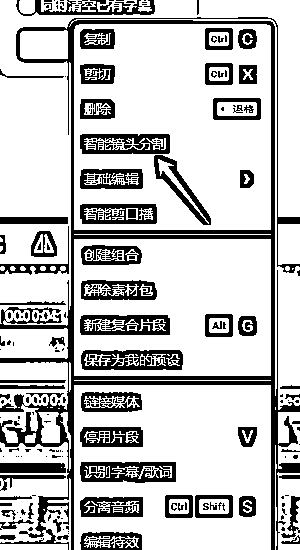 同时清空已有字幕
复制 Ctrl C
剪切 Ctrl X
删除 退格
智能镜头分割
基础编辑
智能剪口播
创建组合
解除素材包
新建复合片段 Alt G
保存为我的预设
链接媒体
停用片段 V
识别字幕/歌词
分离音频 Ctrl Shift S
编辑特效